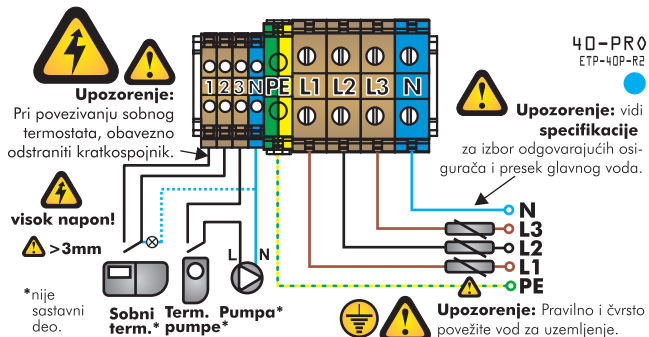 40-PRO
ETP-40P-R2
1 2 3 N PE L1 L2 L3 N
Upozorenje:
Pri povezivanju sobnog
termostata, obavezno
odstraniti kratkospojnik.
Upozorenje: vidi
specifikacije
za izbor odgovarajućih osi-
gurača i presek glavnog voda.
visok napon!
>3mm
N
L3
L2
L1
PE
L N
*nije
sastavni
deo.
Sobni
term.*
Term.
pumpe*
Pumpa*
Upozorenje: Pravilno i čvrsto
povežite vod za uzemljenje.